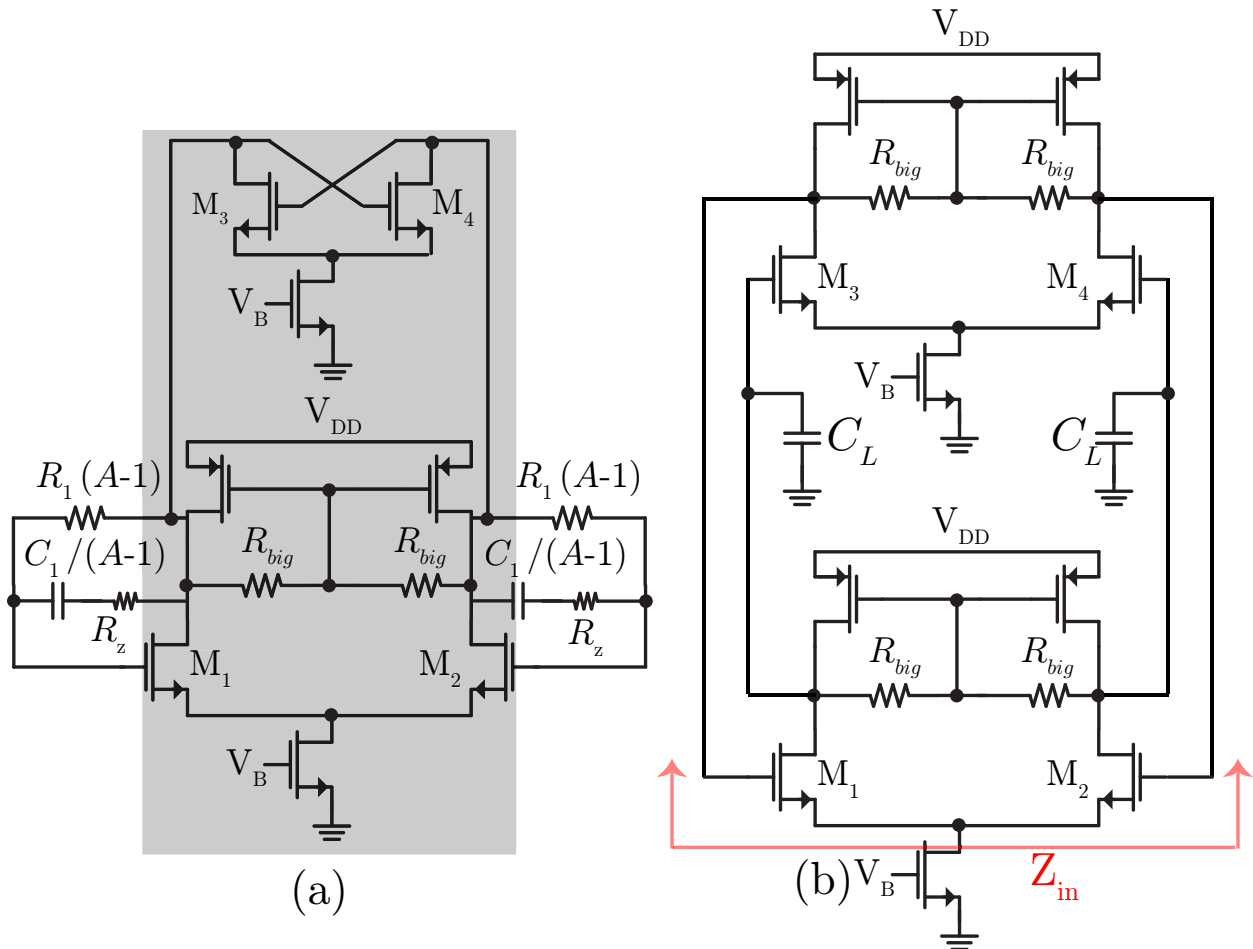 V_DD
R_big R_big
M_3 M_4
M_3 M_4
V_B
V_B
V_DD
C_L C_L
R_1 (A-1) R_1 (A-1)
V_DD
R_big R_big
C_1 /(A-1) C_1 /(A-1)
R_z R_z
M_1 M_2
R_big R_big
V_B
M_1 M_2
V_B
Z_in
(a)
(b)